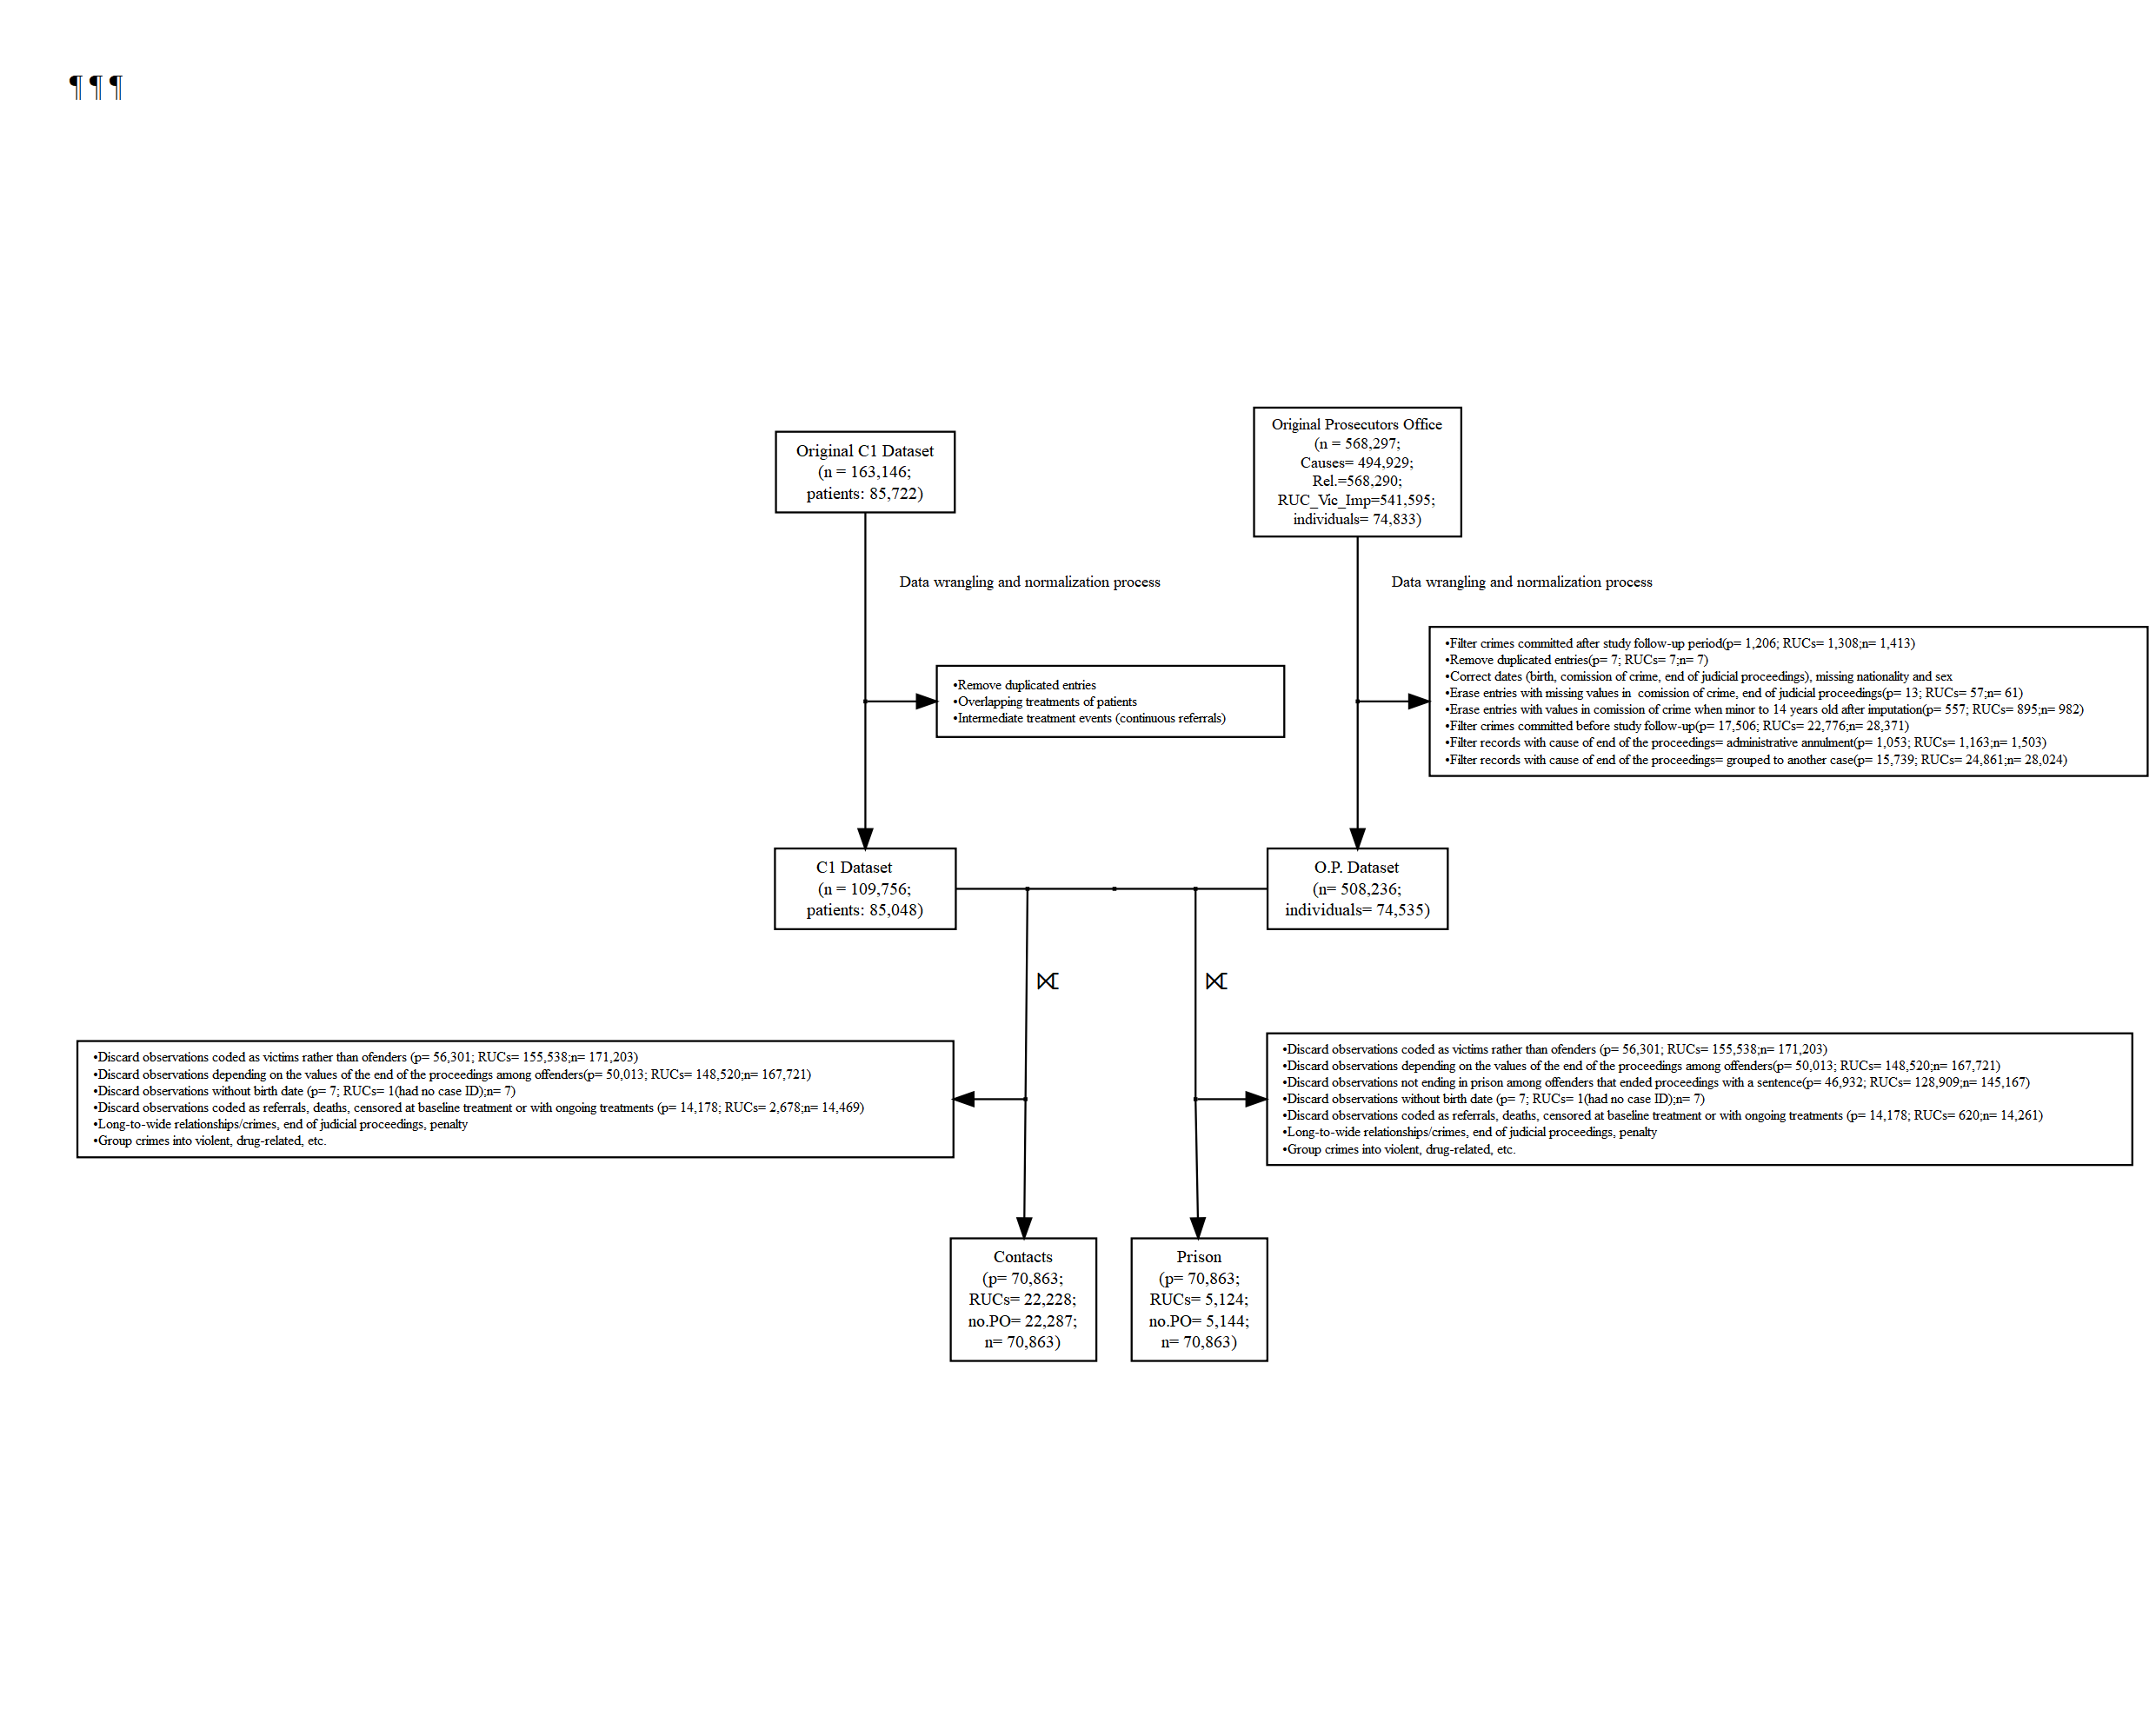 ¶ ¶ ¶
Original C1 Dataset
(n = 163,146;
patients: 85,722)
Original Prosecutors Office
(n = 568,297;
Causes= 494,929;
Rel.=568,290;
RUC_Vic_Imp=541,595;
individuals= 74,833)
Data wrangling and normalization process
Data wrangling and normalization process
•Remove duplicated entries
•Overlapping treatments of patients
•Intermediate treatment events (continuous referrals)
•Filter crimes committed after study follow-up period(p= 1,206; RUCs= 1,308;n= 1,413)
•Remove duplicated entries(p= 7; RUCs= 7;n= 7)
•Correct dates (birth, comission of crime, end of judicial proceedings), missing nationality and sex
•Erase entries with missing values in  comission of crime, end of judicial proceedings(p= 13; RUCs= 57;n= 61)
•Erase entries with values in comission of crime when minor to 14 years old after imputation(p= 557; RUCs= 895;n= 982)
•Filter crimes committed before study follow-up(p= 17,506; RUCs= 22,776;n= 28,371)
•Filter records with cause of end of the proceedings= administrative annulment(p= 1,053; RUCs= 1,163;n= 1,503)
•Filter records with cause of end of the proceedings= grouped to another case(p= 15,739; RUCs= 24,861;n= 28,024)
C1 Dataset
(n = 109,756;
patients: 85,048)
O.P. Dataset
(n= 508,236;
individuals= 74,535)
⟕
⟕
•Discard observations coded as victims rather than ofenders (p= 56,301; RUCs= 155,538;n= 171,203)
•Discard observations depending on the values of the end of the proceedings among offenders(p= 50,013; RUCs= 148,520;n= 167,721)
•Discard observations without birth date (p= 7; RUCs= 1(had no case ID);n= 7)
•Discard observations coded as referrals, deaths, censored at baseline treatment or with ongoing treatments (p= 14,178; RUCs= 2,678;n= 14,469)
•Long-to-wide relationships/crimes, end of judicial proceedings, penalty
•Group crimes into violent, drug-related, etc.
•Discard observations coded as victims rather than ofenders (p= 56,301; RUCs= 155,538;n= 171,203)
•Discard observations depending on the values of the end of the proceedings among offenders(p= 50,013; RUCs= 148,520;n= 167,721)
•Discard observations not ending in prison among offenders that ended proceedings with a sentence(p= 46,932; RUCs= 128,909;n= 145,167)
•Discard observations without birth date (p= 7; RUCs= 1(had no case ID);n= 7)
•Discard observations coded as referrals, deaths, censored at baseline treatment or with ongoing treatments (p= 14,178; RUCs= 620;n= 14,261)
•Long-to-wide relationships/crimes, end of judicial proceedings, penalty
•Group crimes into violent, drug-related, etc.
Contacts
(p= 70,863;
RUCs= 22,228;
no.PO= 22,287;
n= 70,863)
Prison
(p= 70,863;
RUCs= 5,124;
no.PO= 5,144;
n= 70,863)